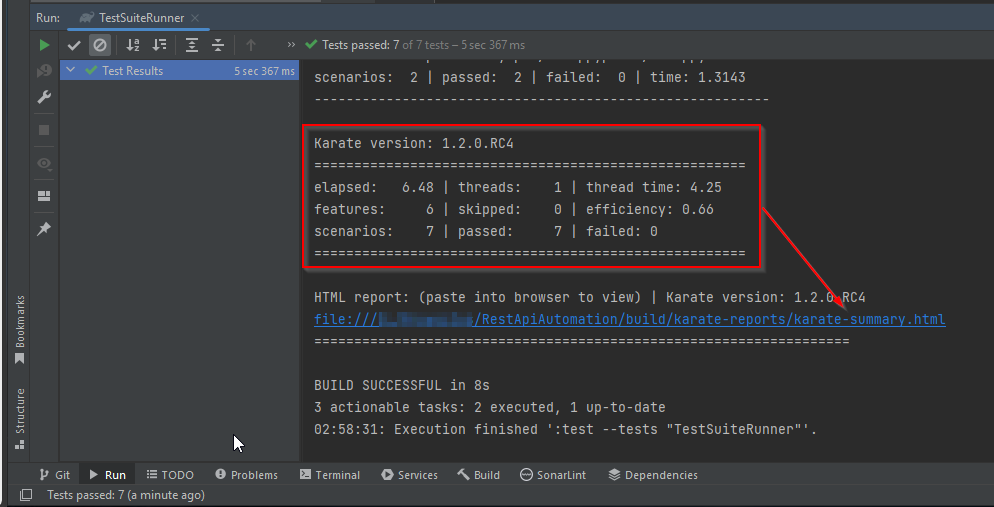 Run: TestSuiteRunner
Tests passed: 7 of 7 tests – 5 sec 367 ms
Test Results 5 sec 367 ms
scenarios:  2 | passed:  2 | failed:  0 | time: 1.3143
---------------------------------------------------------
Karate version: 1.2.0.RC4
======================================================
elapsed:   6.48 | threads:    1 | thread time: 4.25
features:     6 | skipped:    0 | efficiency: 0.66
scenarios:    7 | passed:     7 | failed: 0
======================================================
HTML report: (paste into browser to view) | Karate version: 1.2.0.RC4
file:///
/RestApiAutomation/build/karate-reports/karate-summary.html
===================================================================
BUILD SUCCESSFUL in 8s
3 actionable tasks: 2 executed, 1 up-to-date
02:58:31: Execution finished ':test --tests "TestSuiteRunner"'.
Bookmarks
Structure
Git Run TODO Problems Terminal Services Build SonarLint Dependencies
Tests passed: 7 (a minute ago)